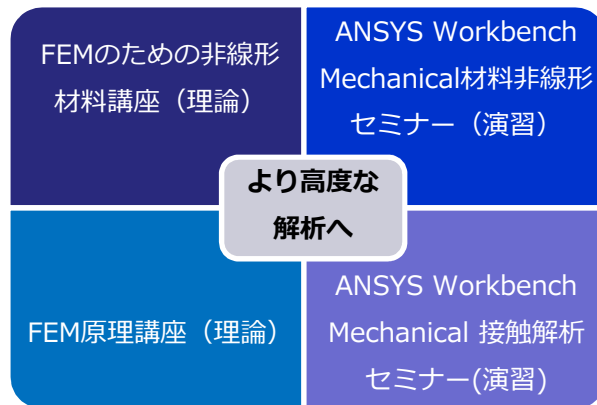 FEMのための非線形
材料講座（理論）
ANSYS Workbench
Mechanical材料非線形
セミナー（演習）
より高度な
解析へ
FEM原理講座（理論）
ANSYS Workbench
Mechanical 接触解析
セミナー(演習)